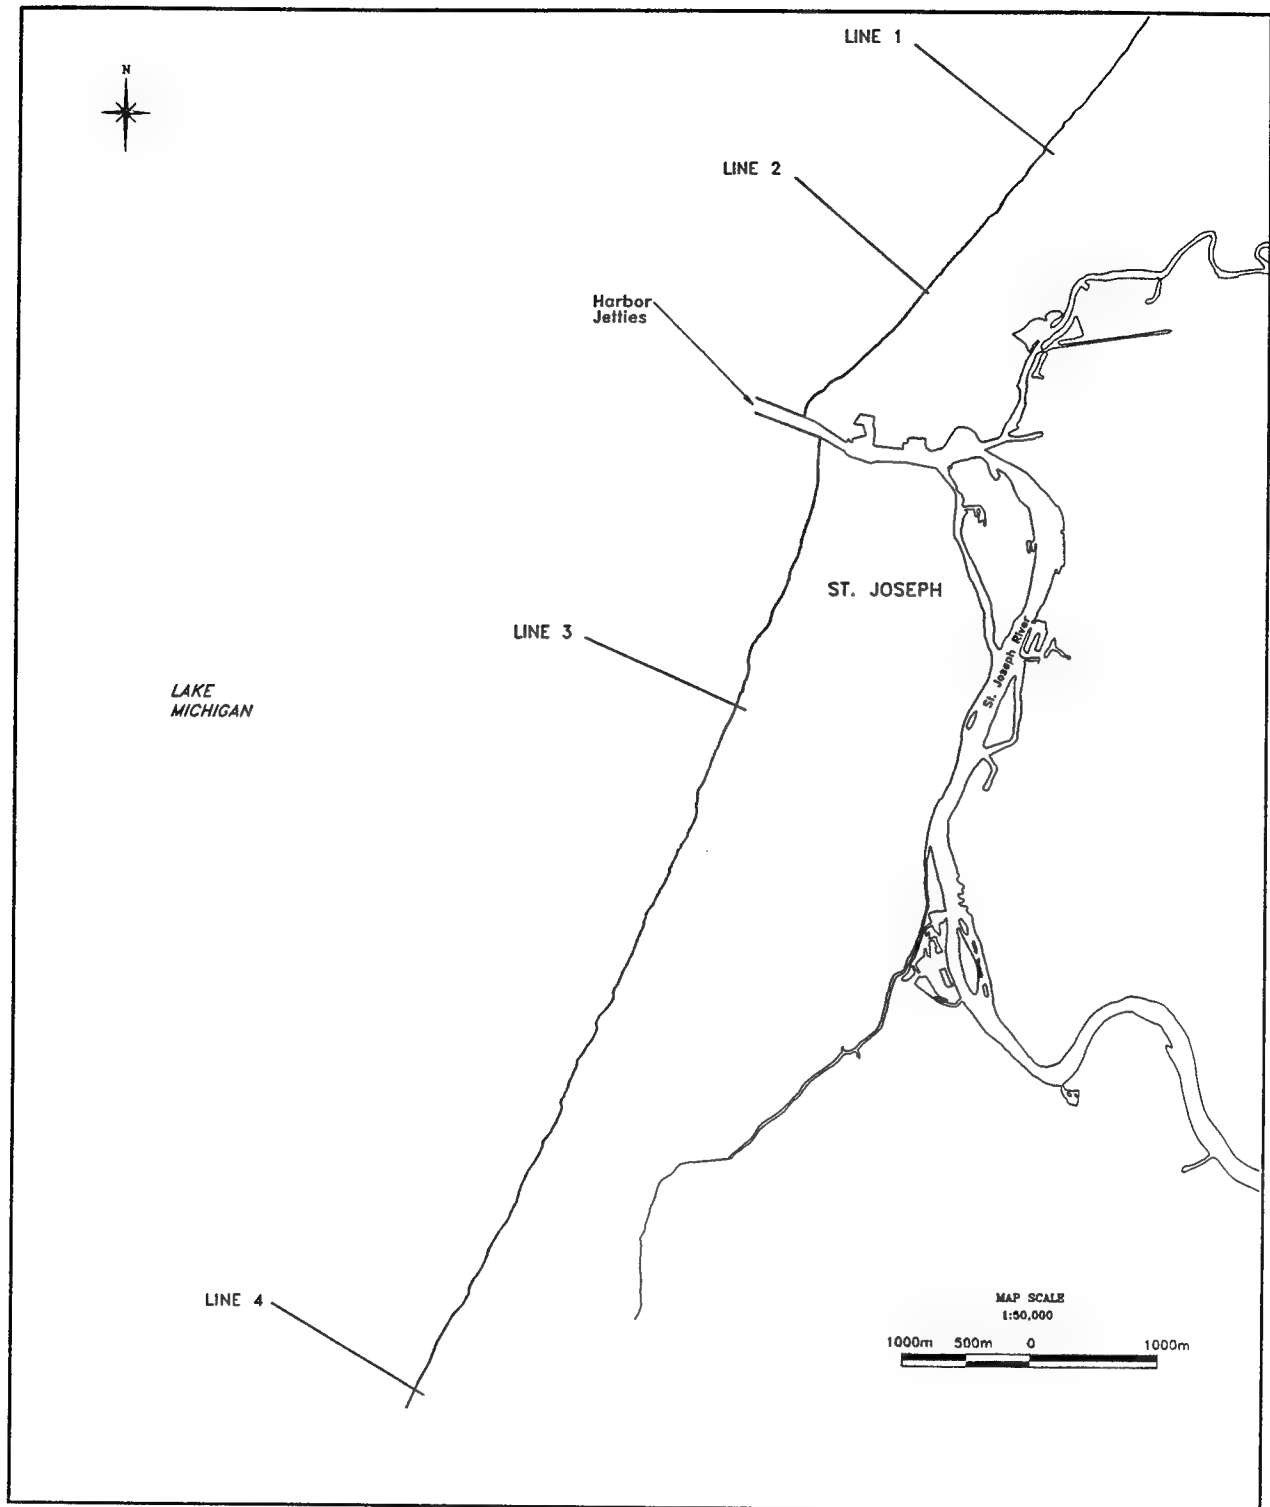 LINE 1
N
LINE 2
Harbor
Jetties
ST. JOSEPH
LINE 3
St. Joseph River
LAKE
MICHIGAN
LINE 4
MAP SCALE
1:50,000
1000m 500m 0 1000m